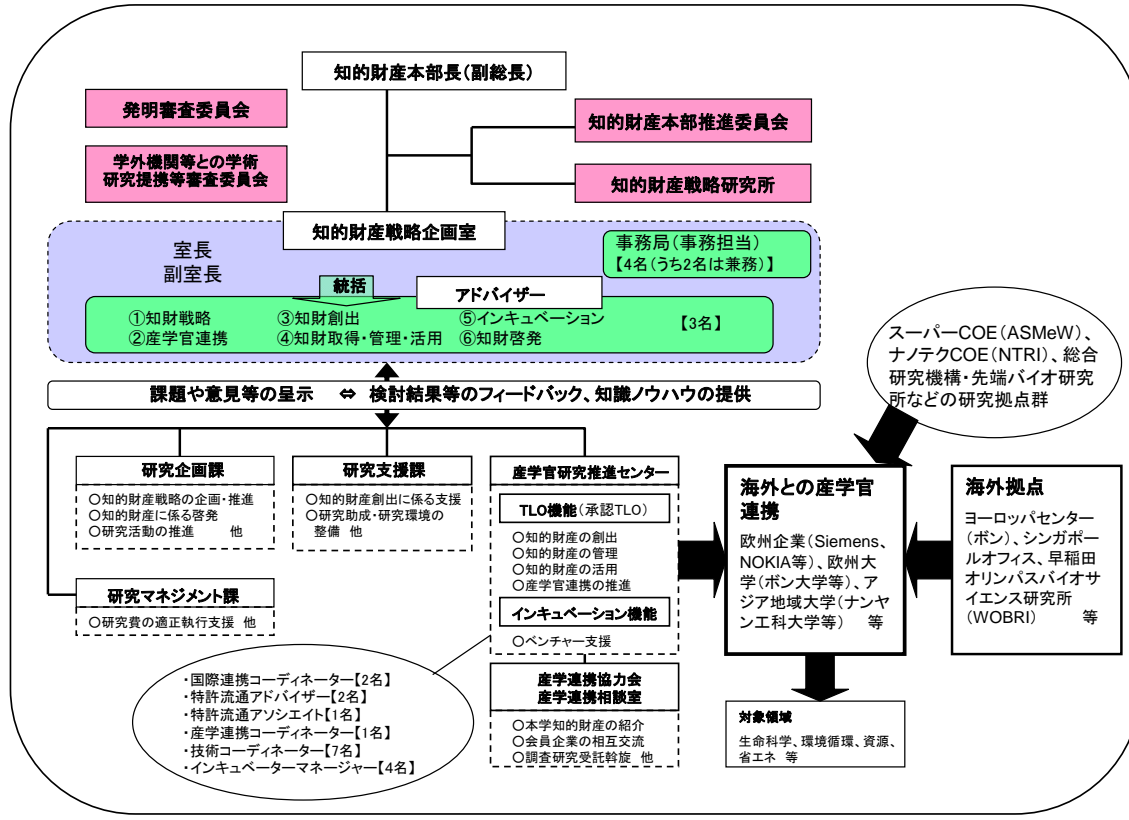 知的財産本部長(副総長)
発明審査委員会
知的財産本部推進委員会
学外機関等との学術
研究提携等審査委員会
知的財産戦略研究所
知的財産戦略企画室
室長
副室長
事務局(事務担当)
【4名(うち2名は兼務)】
統括
アドバイザー
①知財戦略
②産学官連携
③知財創出
④知財取得・管理・活用
⑤インキュベーション
⑥知財啓発
【3名】
課題や意見等の呈示 ⇔ 検討結果等のフィードバック、知識ノウハウの提供
スーパーCOE(ASMeW)、
ナノテクCOE(NTRI)、総合
研究機構・先端バイオ研究
所などの研究拠点群
研究企画課
○知的財産戦略の企画・推進
○知的財産に係る啓発
○研究活動の推進 他
研究支援課
○知的財産創出に係る支援
○研究助成・研究環境の
整備 他
研究マネジメント課
○研究費の適正執行支援 他
産学官研究推進センター
TLO機能(承認TLO)
○知的財産の創出
○知的財産の管理
○知的財産の活用
○産学官連携の推進
インキュベーション機能
○ベンチャー支援
産学連携協力会
産学連携相談室
○本学知的財産の紹介
○会員企業の相互交流
○調査研究受託斡旋 他
・国際連携コーディネーター【2名】
・特許流通アドバイザー【2名】
・特許流通アソシエイト【1名】
・産学連携コーディネーター【1名】
・技術コーディネーター【7名】
・インキュベーターマネージャー【4名】
海外との産学官
連携
欧州企業(Siemens、
NOKIA等)、欧州大
学(ボン大学等)、ア
ジア地域大学(ナンヤ
ン工科大学等) 等
海外拠点
ヨーロッパセンター
(ボン)、シンガポー
ルオフィス、早稲田
オリンパスバイオサ
イエンス研究所
(WOBRI) 等
対象領域
生命科学、環境循環、資源、
省エネ 等